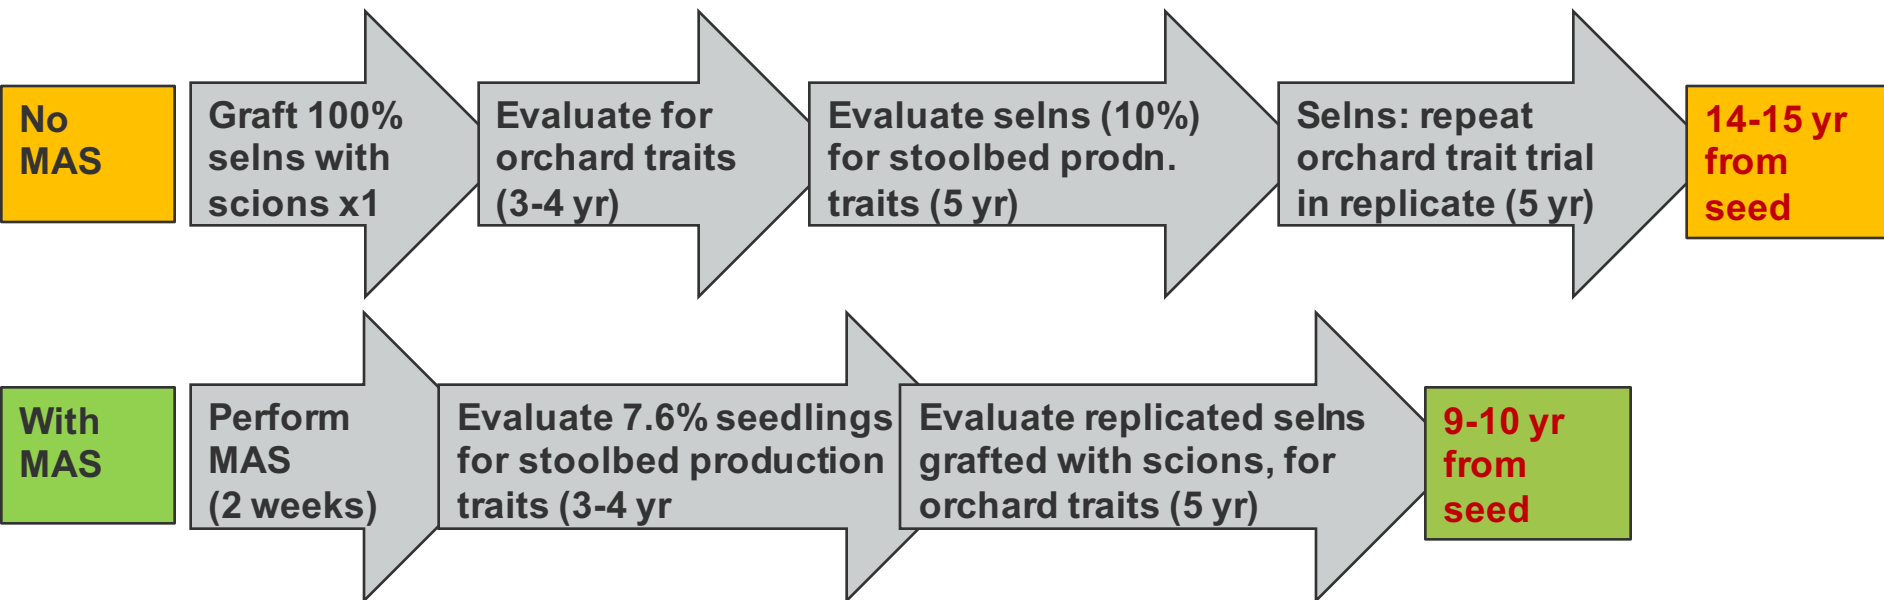 No
MAS
Graft 100%
selns with
scions x1
Evaluate for
orchard traits
(3-4 yr)
Evaluate selns (10%)
for stoolbed prodn.
traits (5 yr)
Selns: repeat
orchard trait trial
in replicate (5 yr)
14-15 yr
from
seed
With
MAS
Perform
MAS
(2 weeks)
Evaluate 7.6% seedlings
for stoolbed production
traits (3-4 yr
Evaluate replicated selns
grafted with scions, for
orchard traits (5 yr)
9-10 yr
from
seed